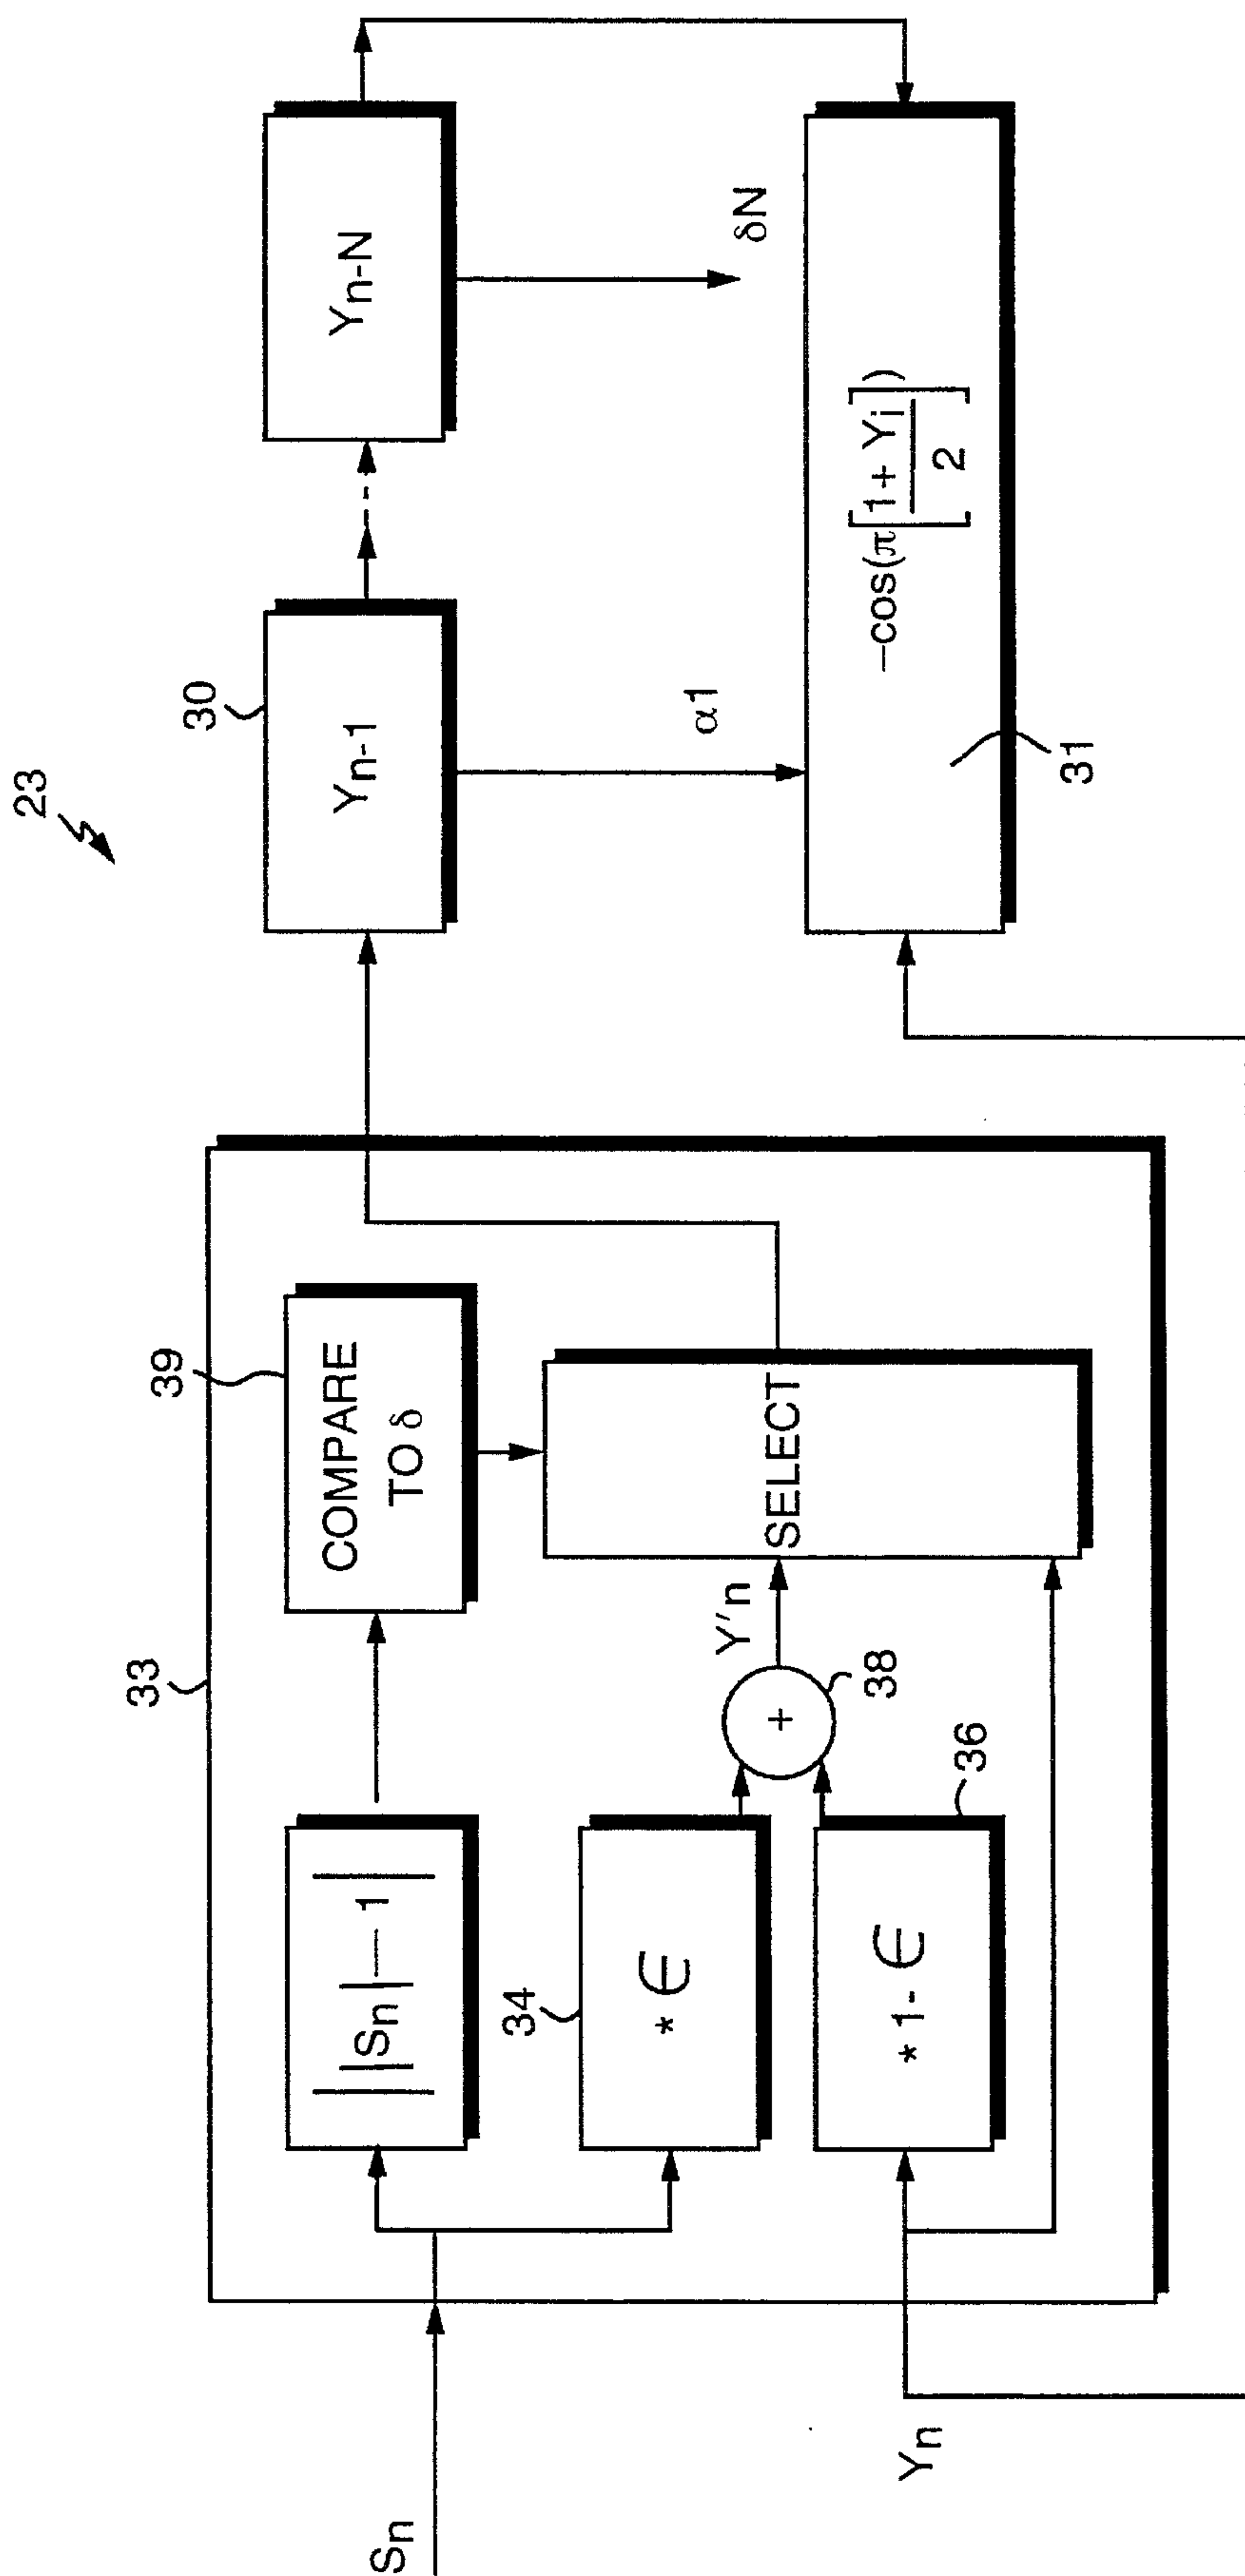 23
30
Yn-1
Yn-N
α1
δN
−cos(π[1 + Yi/2])
31
33
39
COMPARE
TO δ
||Sn|—1|
SELECT
34
* ∈
Y'n
+
38
36
* 1- ∈
Sn
Yn